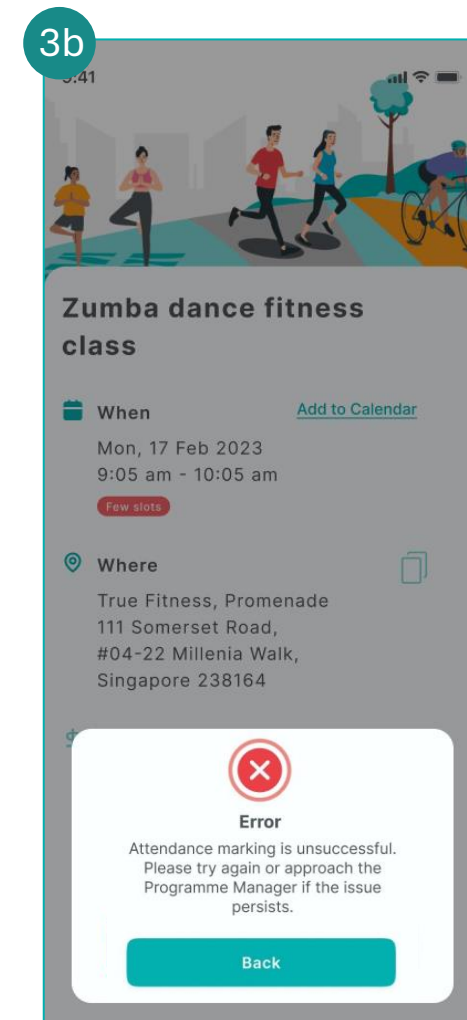 3b
9:41
Zumba dance fitness
class
When
Add to Calendar
Mon, 17 Feb 2023
9:05 am - 10:05 am
Few slots
Where
True Fitness, Promenade
111 Somerset Road,
#04-22 Millenia Walk,
Singapore 238164
Error
Attendance marking is unsuccessful.
Please try again or approach the
Programme Manager if the issue
persists.
Back